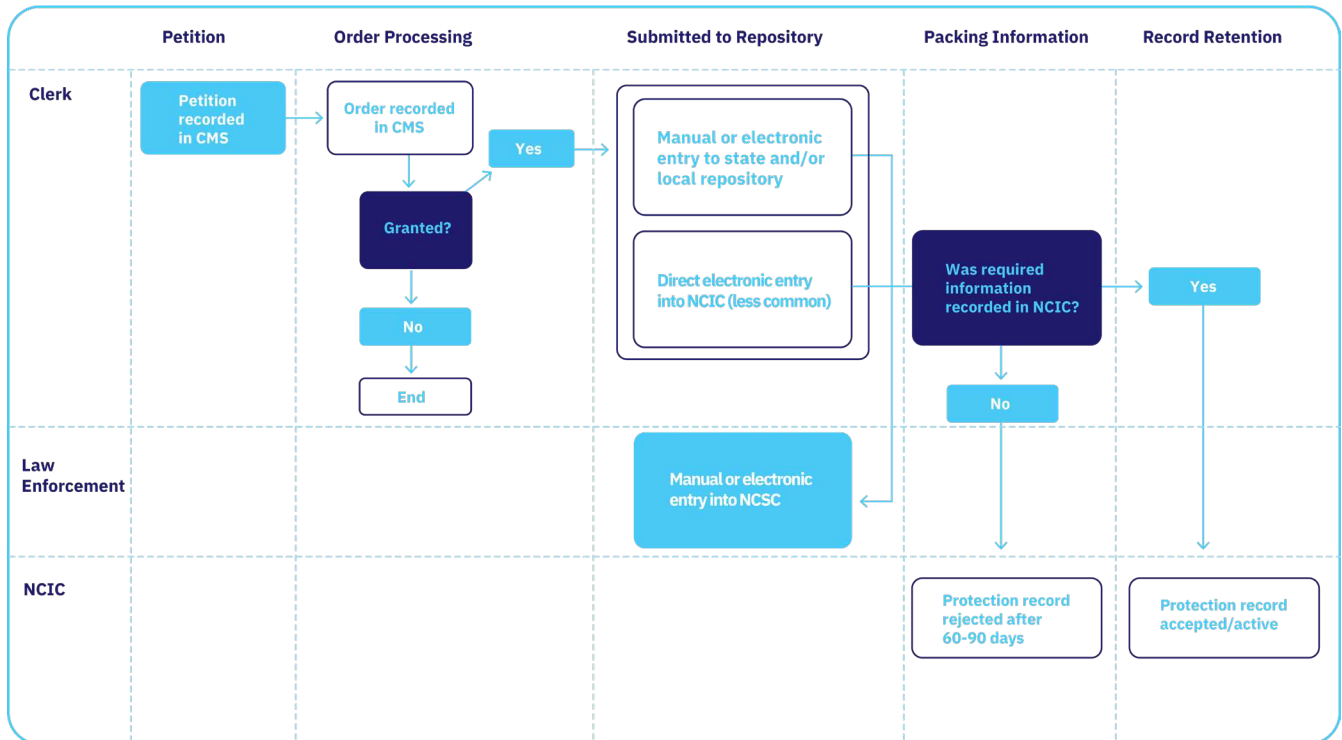 Petition
Order Processing
Submitted to Repository
Packing Information
Record Retention
Clerk
Petition
recorded
in CMS
Order recorded
in CMS
Yes
Granted?
No
End
Manual or electronic
entry to state and/or
local repository
Direct electronic entry
into NCIC (less common)
Was required
information
recorded in NCIC?
Yes
No
Law
Enforcement
Manual or electronic
entry into NCSC
NCIC
Protection record
rejected after
60-90 days
Protection record
accepted/active